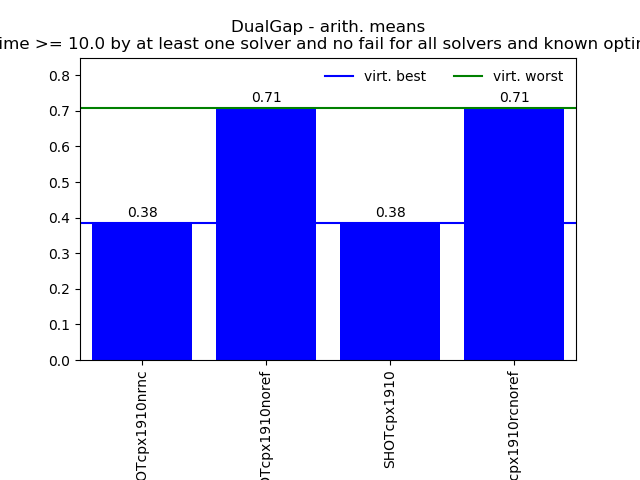 DualGap - arith. means
ime >= 10.0 by at least one solver and no fail for all solvers and known optim
virt. best
virt. worst
0.8
0.7
0.6
0.5
0.4
0.3
0.2
0.1
0.0
0.38
0.71
0.38
0.71
OTcpx1910nrnc
OTcpx1910noref
SHOTcpx1910
cpx1910rcnoref